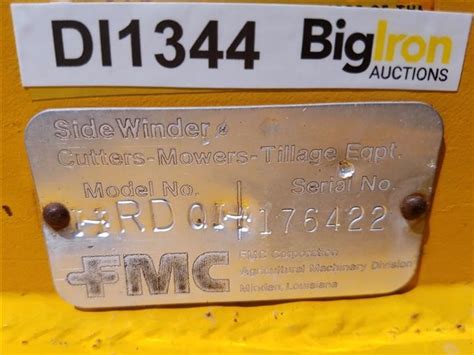 DI1344 BigIron
AUCTIONS
SideWinder
Cutters-Mowers-Tillage Eqpt.
Model No. Serial No.
176422
FMC FMC Corporation
Agricultural Machinery Division
Minden, Louisiana